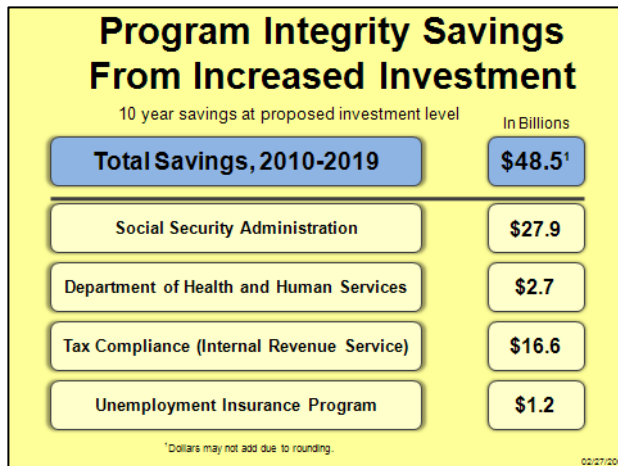 Program Integrity Savings
From Increased Investment
10 year savings at proposed investment level
In Billions
Total Savings, 2010-2019 $48.5¹
Social Security Administration $27.9
Department of Health and Human Services $2.7
Tax Compliance (Internal Revenue Service) $16.6
Unemployment Insurance Program $1.2
¹Dollars may not add due to rounding.